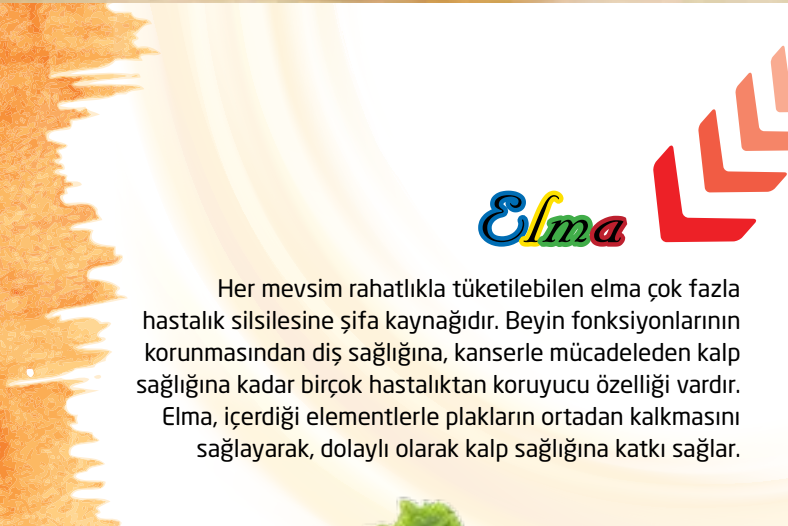 Elma
Her mevsim rahatlıkla tüketilebilen elma çok fazla
hastalık silsilesine şifa kaynağıdır. Beyin fonksiyonlarının
korunmasından diş sağlığına, kanserle mücadeleden kalp
sağlığına kadar birçok hastalıktan koruyucu özelliği vardır.
Elma, içerdiği elementlerle plakların ortadan kalkmasını
sağlayarak, dolaylı olarak kalp sağlığına katkı sağlar.